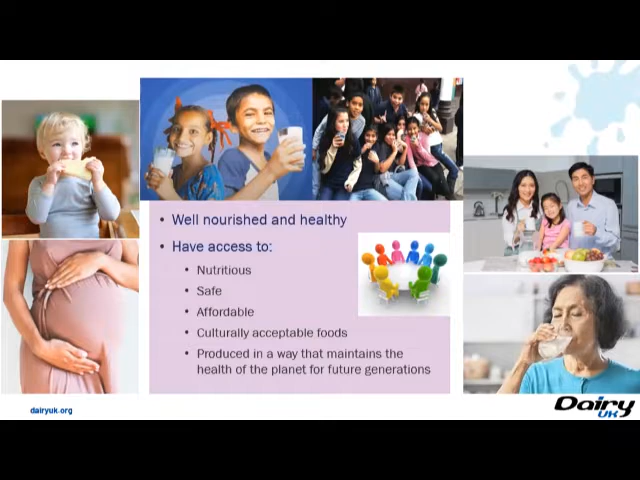 • Well nourished and healthy
• Have access to:
• Nutritious
• Safe
• Affordable
• Culturally acceptable foods
• Produced in a way that maintains the
health of the planet for future generations
dairyuk.org
Dairy
UK